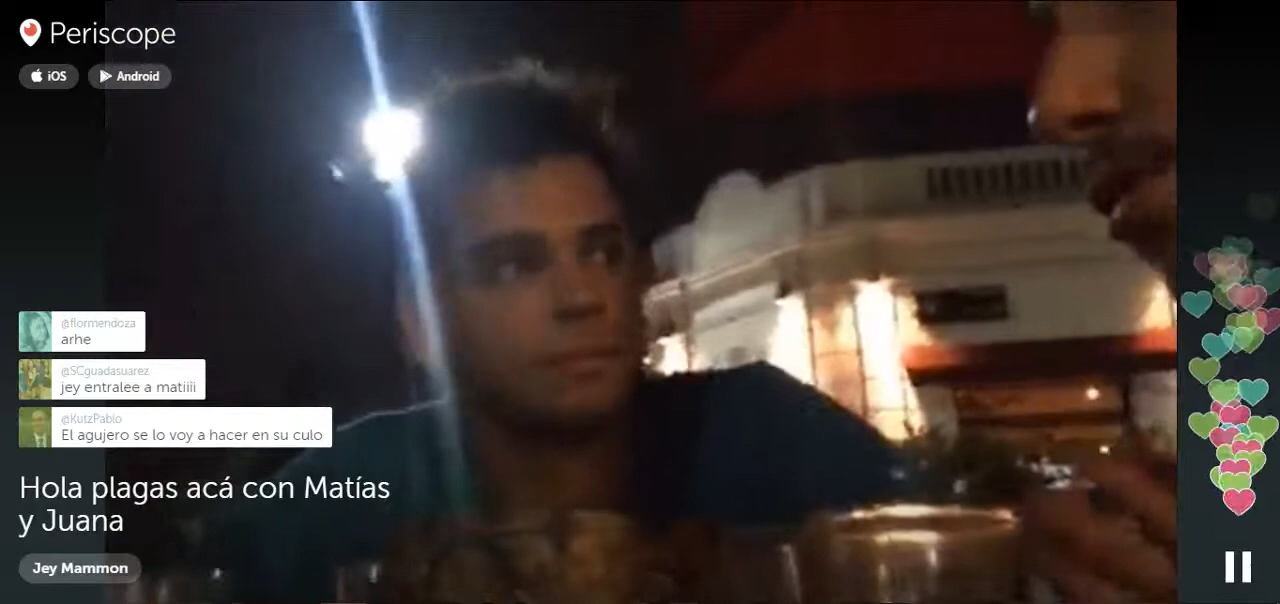 Periscope
iOS
Android
@flormendoza
arhe
@SCguadasuarez
jey entralee a matiiii
@KutzPablo
El agujero se lo voy a hacer en su culo
Hola plagas acá con Matías
y Juana
Jey Mammon